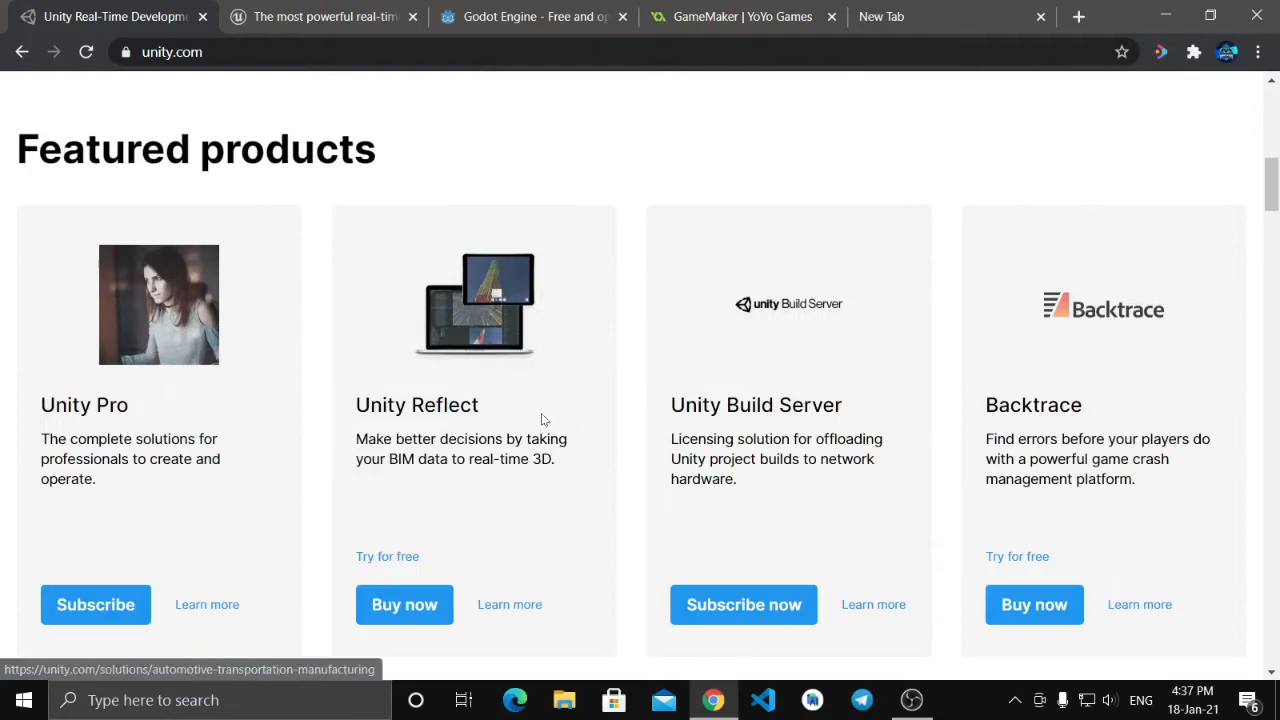 Unity Real-Time Developm
The most powerful real-tim
Godot Engine - Free and op
GameMaker | YoYo Games
New Tab
unity.com
Featured products
unity Build Server
Backtrace
Unity Pro
The complete solutions for
professionals to create and
operate.
Subscribe
Learn more
Unity Reflect
Make better decisions by taking
your BIM data to real-time 3D.
Try for free
Buy now
Learn more
Unity Build Server
Licensing solution for offloading
Unity project builds to network
hardware.
Subscribe now
Learn more
Backtrace
Find errors before your players do
with a powerful game crash
management platform.
Try for free
Buy now
Learn more
https://unity.com/solutions/automotive-transportation-manufacturing
Type here to search
ENG
4:37 PM
18-Jan-21
6